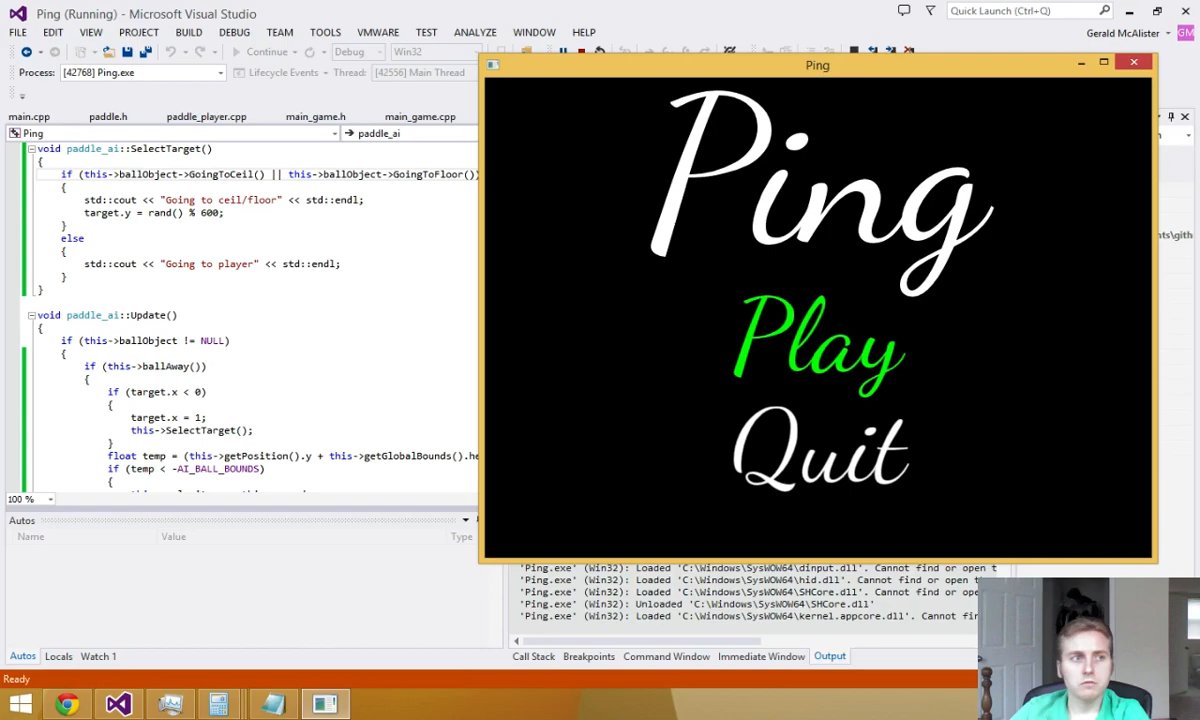 Ping (Running) - Microsoft Visual Studio
Quick Launch (Ctrl+Q)
FILE EDIT VIEW PROJECT BUILD DEBUG TEAM TOOLS VMWARE TEST ANALYZE WINDOW HELP
Gerald McAlister GM
Continue Debug Win32
Process: [42768] Ping.exe Lifecycle Events Thread: [42556] Main Thread
Ping
main.cpp paddle.h paddle_player.cpp main_game.h main_game.cpp
Ping paddle_ai
void paddle_ai::SelectTarget()
{
if (this->ballObject->GoingToCeil() || this->ballObject->GoingToFloor())
{
std::cout << "Going to ceil/floor" << std::endl;
target.y = rand() % 600;
}
else
{
std::cout << "Going to player" << std::endl;
}
}
void paddle_ai::Update()
{
if (this->ballObject != NULL)
{
if (this->ballAway())
{
if (target.x < 0)
{
target.x = 1;
this->SelectTarget();
}
float temp = (this->getPosition().y + this->getGlobalBounds().he
if (temp < -AI_BALL_BOUNDS)
{
100 %
Ping
Play
Quit
nts\gith
Autos
Name Value Type
'Ping.exe' (Win32): Loaded 'C:\Windows\SysWOW64\dinput.dll'. Cannot find or open t
'Ping.exe' (Win32): Loaded 'C:\Windows\SysWOW64\hid.dll'. Cannot find or open t
'Ping.exe' (Win32): Loaded 'C:\Windows\SysWOW64\SHCore.dll'. Cannot find or ope
'Ping.exe' (Win32): Unloaded 'C:\Windows\SysWOW64\SHCore.dll'
'Ping.exe' (Win32): Loaded 'C:\Windows\SysWOW64\kernel.appcore.dll'. Cannot fin
Autos Locals Watch 1
Call Stack Breakpoints Command Window Immediate Window Output
Ready